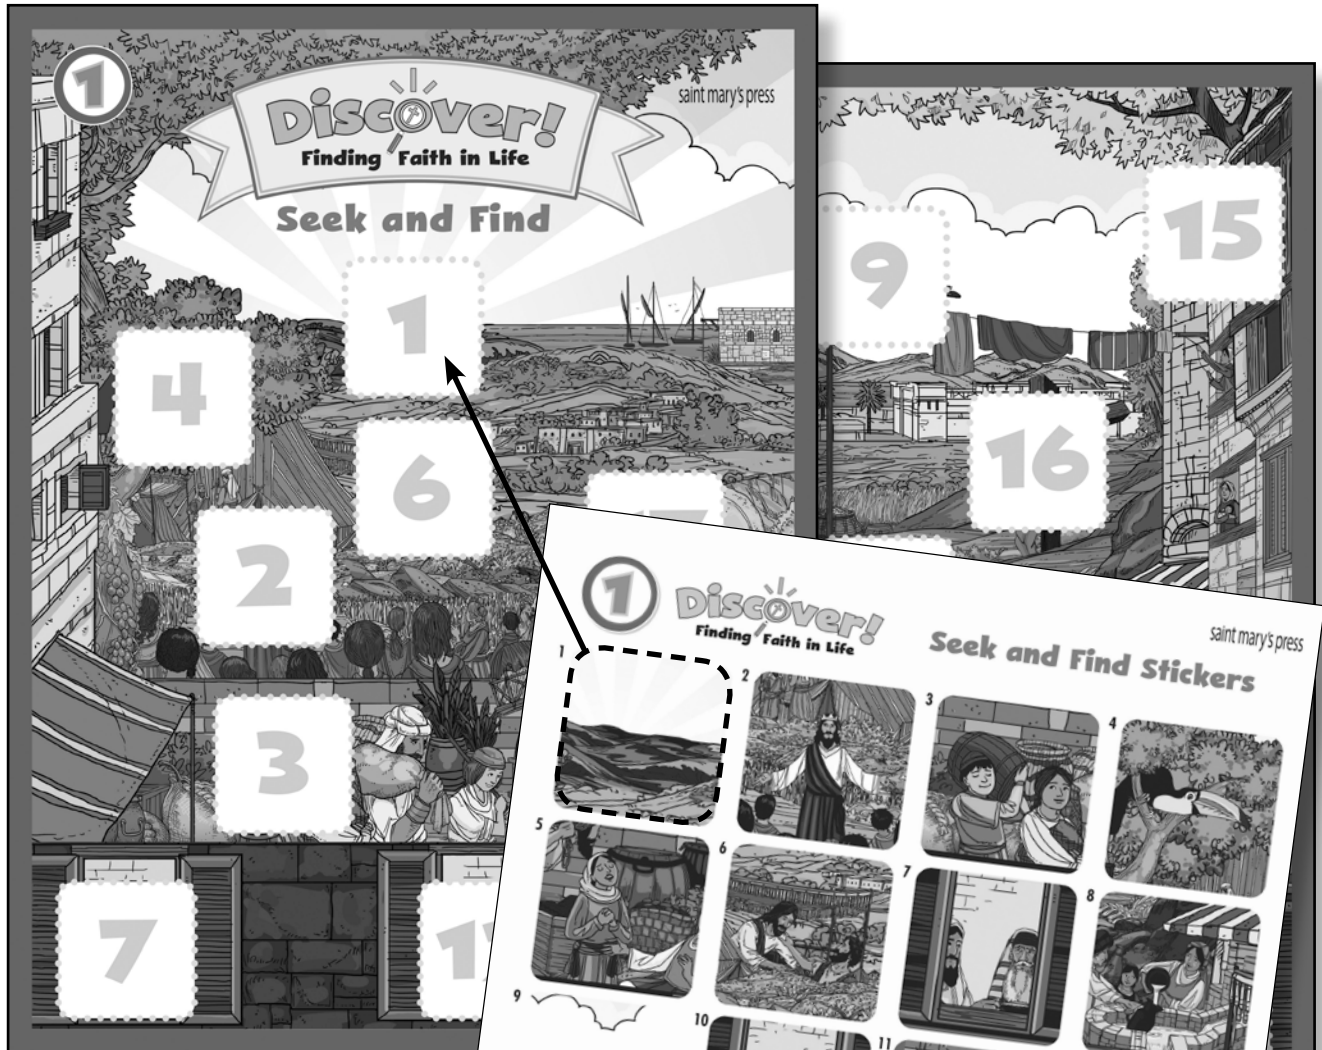 1
Discover!
Finding Faith in Life
saint mary's press
Seek and Find
1
4
6
2
3
7
9
15
16
1
Discover!
Finding Faith in Life
saint mary's press
Seek and Find Stickers
1
2
3
4
5
6
7
8
9
10
11